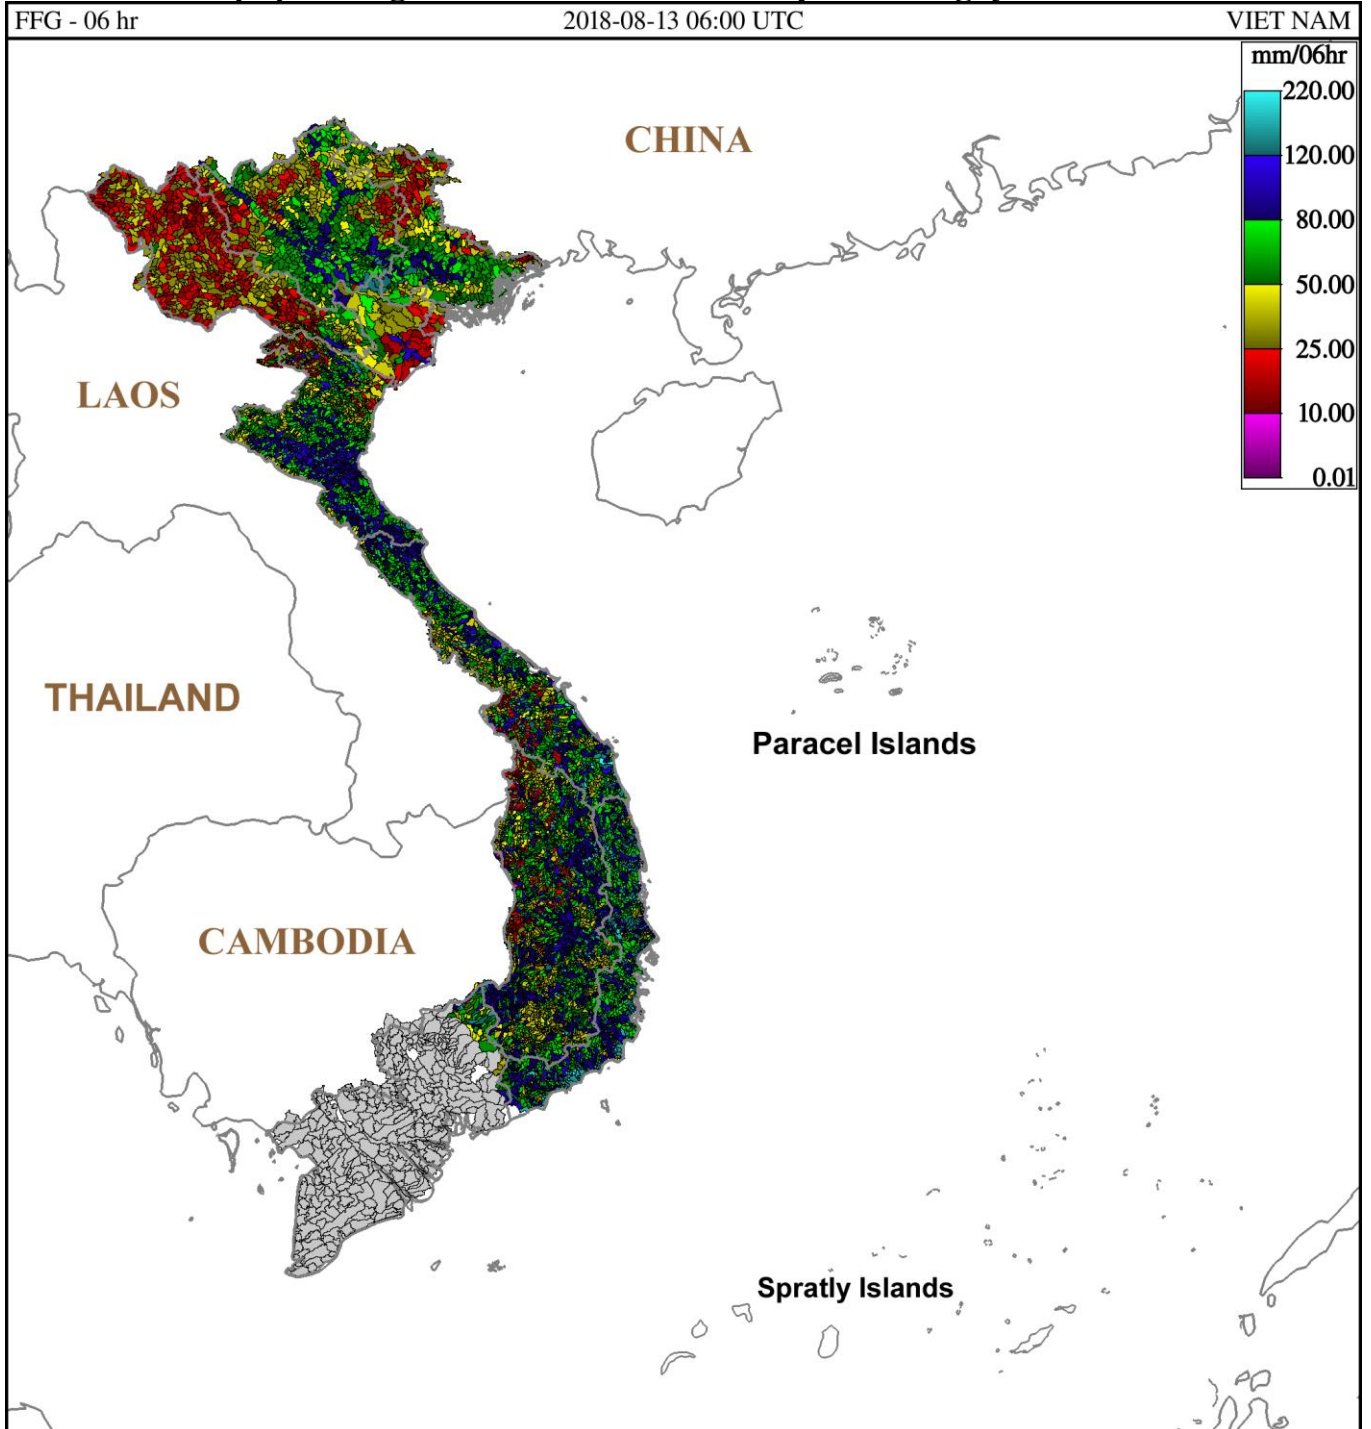 FFG - 06 hr 2018-08-13 06:00 UTC VIET NAM
mm/06hr
220.00
120.00
80.00
50.00
25.00
10.00
0.01
CHINA
LAOS
THAILAND
Paracel Islands
CAMBODIA
Spratly Islands